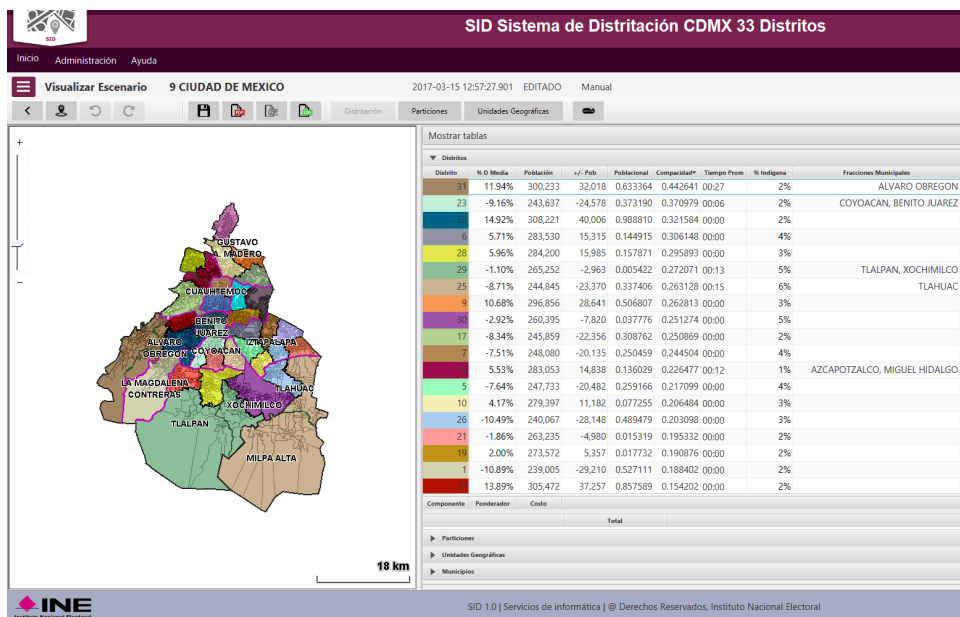 SID
SID Sistema de Distritación CDMX 33 Distritos
Inicio Administración Ayuda
Visualizar Escenario 9 CIUDAD DE MEXICO 2017-03-15 12:57:27.901 EDITADO Manual
Distritación Particiones Unidades Geográficas
+
−
GUSTAVO
A. MADERO
CUAUHTEMOC
BENITO
JUAREZ
ALVARO
OBREGON
COYOACAN
IZTAPALAPA
LA MAGDALENA
CONTRERAS
TLAHUAC
XOCHIMILCO
TLALPAN
MILPA ALTA
18 km
Mostrar tablas
Distritos
Distrito % D Media Población +/- Pob Poblacional Compacidad Tiempo Prom % Indigena Fracciones Municipales
31 11.94% 300,233 32,018 0.633364 0.442641 00:27 2% ALVARO OBREGON
23 -9.16% 243,637 -24,578 0.373190 0.370979 00:06 2% COYOACAN, BENITO JUAREZ
14.92% 308,221 40,006 0.988810 0.321584 00:00 2%
6 5.71% 283,530 15,315 0.144915 0.306148 00:00 4%
28 5.96% 284,200 15,985 0.157871 0.295893 00:00 3%
29 -1.10% 265,252 -2,963 0.005422 0.272071 00:13 5% TLALPAN, XOCHIMILCO
25 -8.71% 244,845 -23,370 0.337406 0.263128 00:15 6% TLAHUAC
9 10.68% 296,856 28,641 0.506807 0.262813 00:00 3%
30 -2.92% 260,395 -7,820 0.037776 0.251274 00:00 5%
17 -8.34% 245,859 -22,356 0.308762 0.250869 00:00 2%
7 -7.51% 248,080 -20,135 0.250459 0.244504 00:00 4%
5.53% 283,053 14,838 0.136029 0.226477 00:12 1% AZCAPOTZALCO, MIGUEL HIDALGO
5 -7.64% 247,733 -20,482 0.259166 0.217099 00:00 4%
10 4.17% 279,397 11,182 0.077255 0.206484 00:00 3%
26 -10.49% 240,067 -28,148 0.489479 0.203098 00:00 3%
21 -1.86% 263,235 -4,980 0.015319 0.195332 00:00 2%
19 2.00% 273,572 5,357 0.017732 0.190876 00:00 2%
1 -10.89% 239,005 -29,210 0.527111 0.188402 00:00 2%
13.89% 305,472 37,257 0.857589 0.154202 00:00 2%
Componente Ponderador Costo
Total
Particiones
Unidades Geográficas
Municipios
INE
Instituto Nacional Electoral
SID 1.0 | Servicios de informática | @ Derechos Reservados, Instituto Nacional Electoral